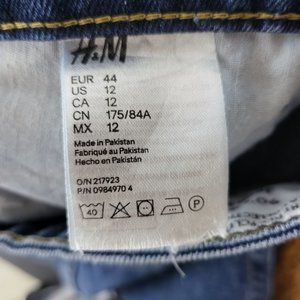 H&M
EUR 44
US 12
CA 12
CN 175/84A
MX 12
Made in Pakistan
Fabriqué au Pakistan
Hecho en Pakistán
O/N 217923
P/N 0984970 4
40 P